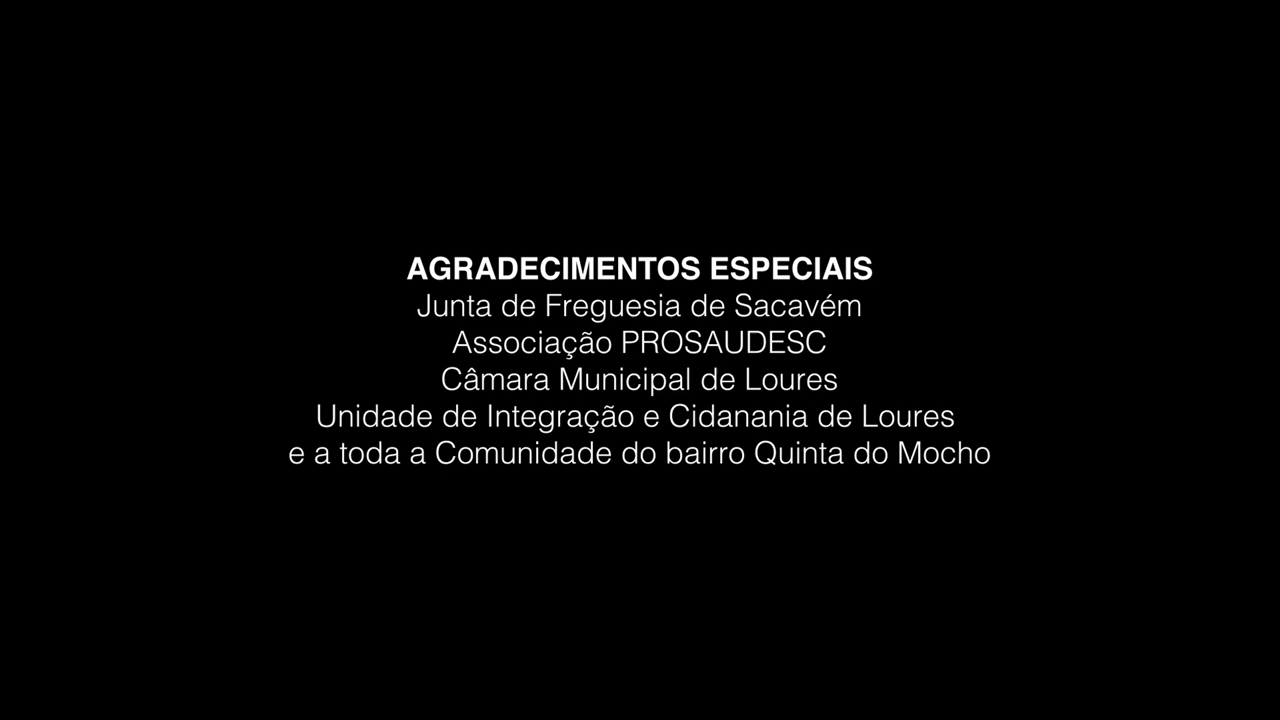 AGRADECIMENTOS ESPECIAIS
Junta de Freguesia de Sacavém
Associação PROSAUDESC
Câmara Municipal de Loures
Unidade de Integração e Cidanania de Loures
e a toda a Comunidade do bairro Quinta do Mocho